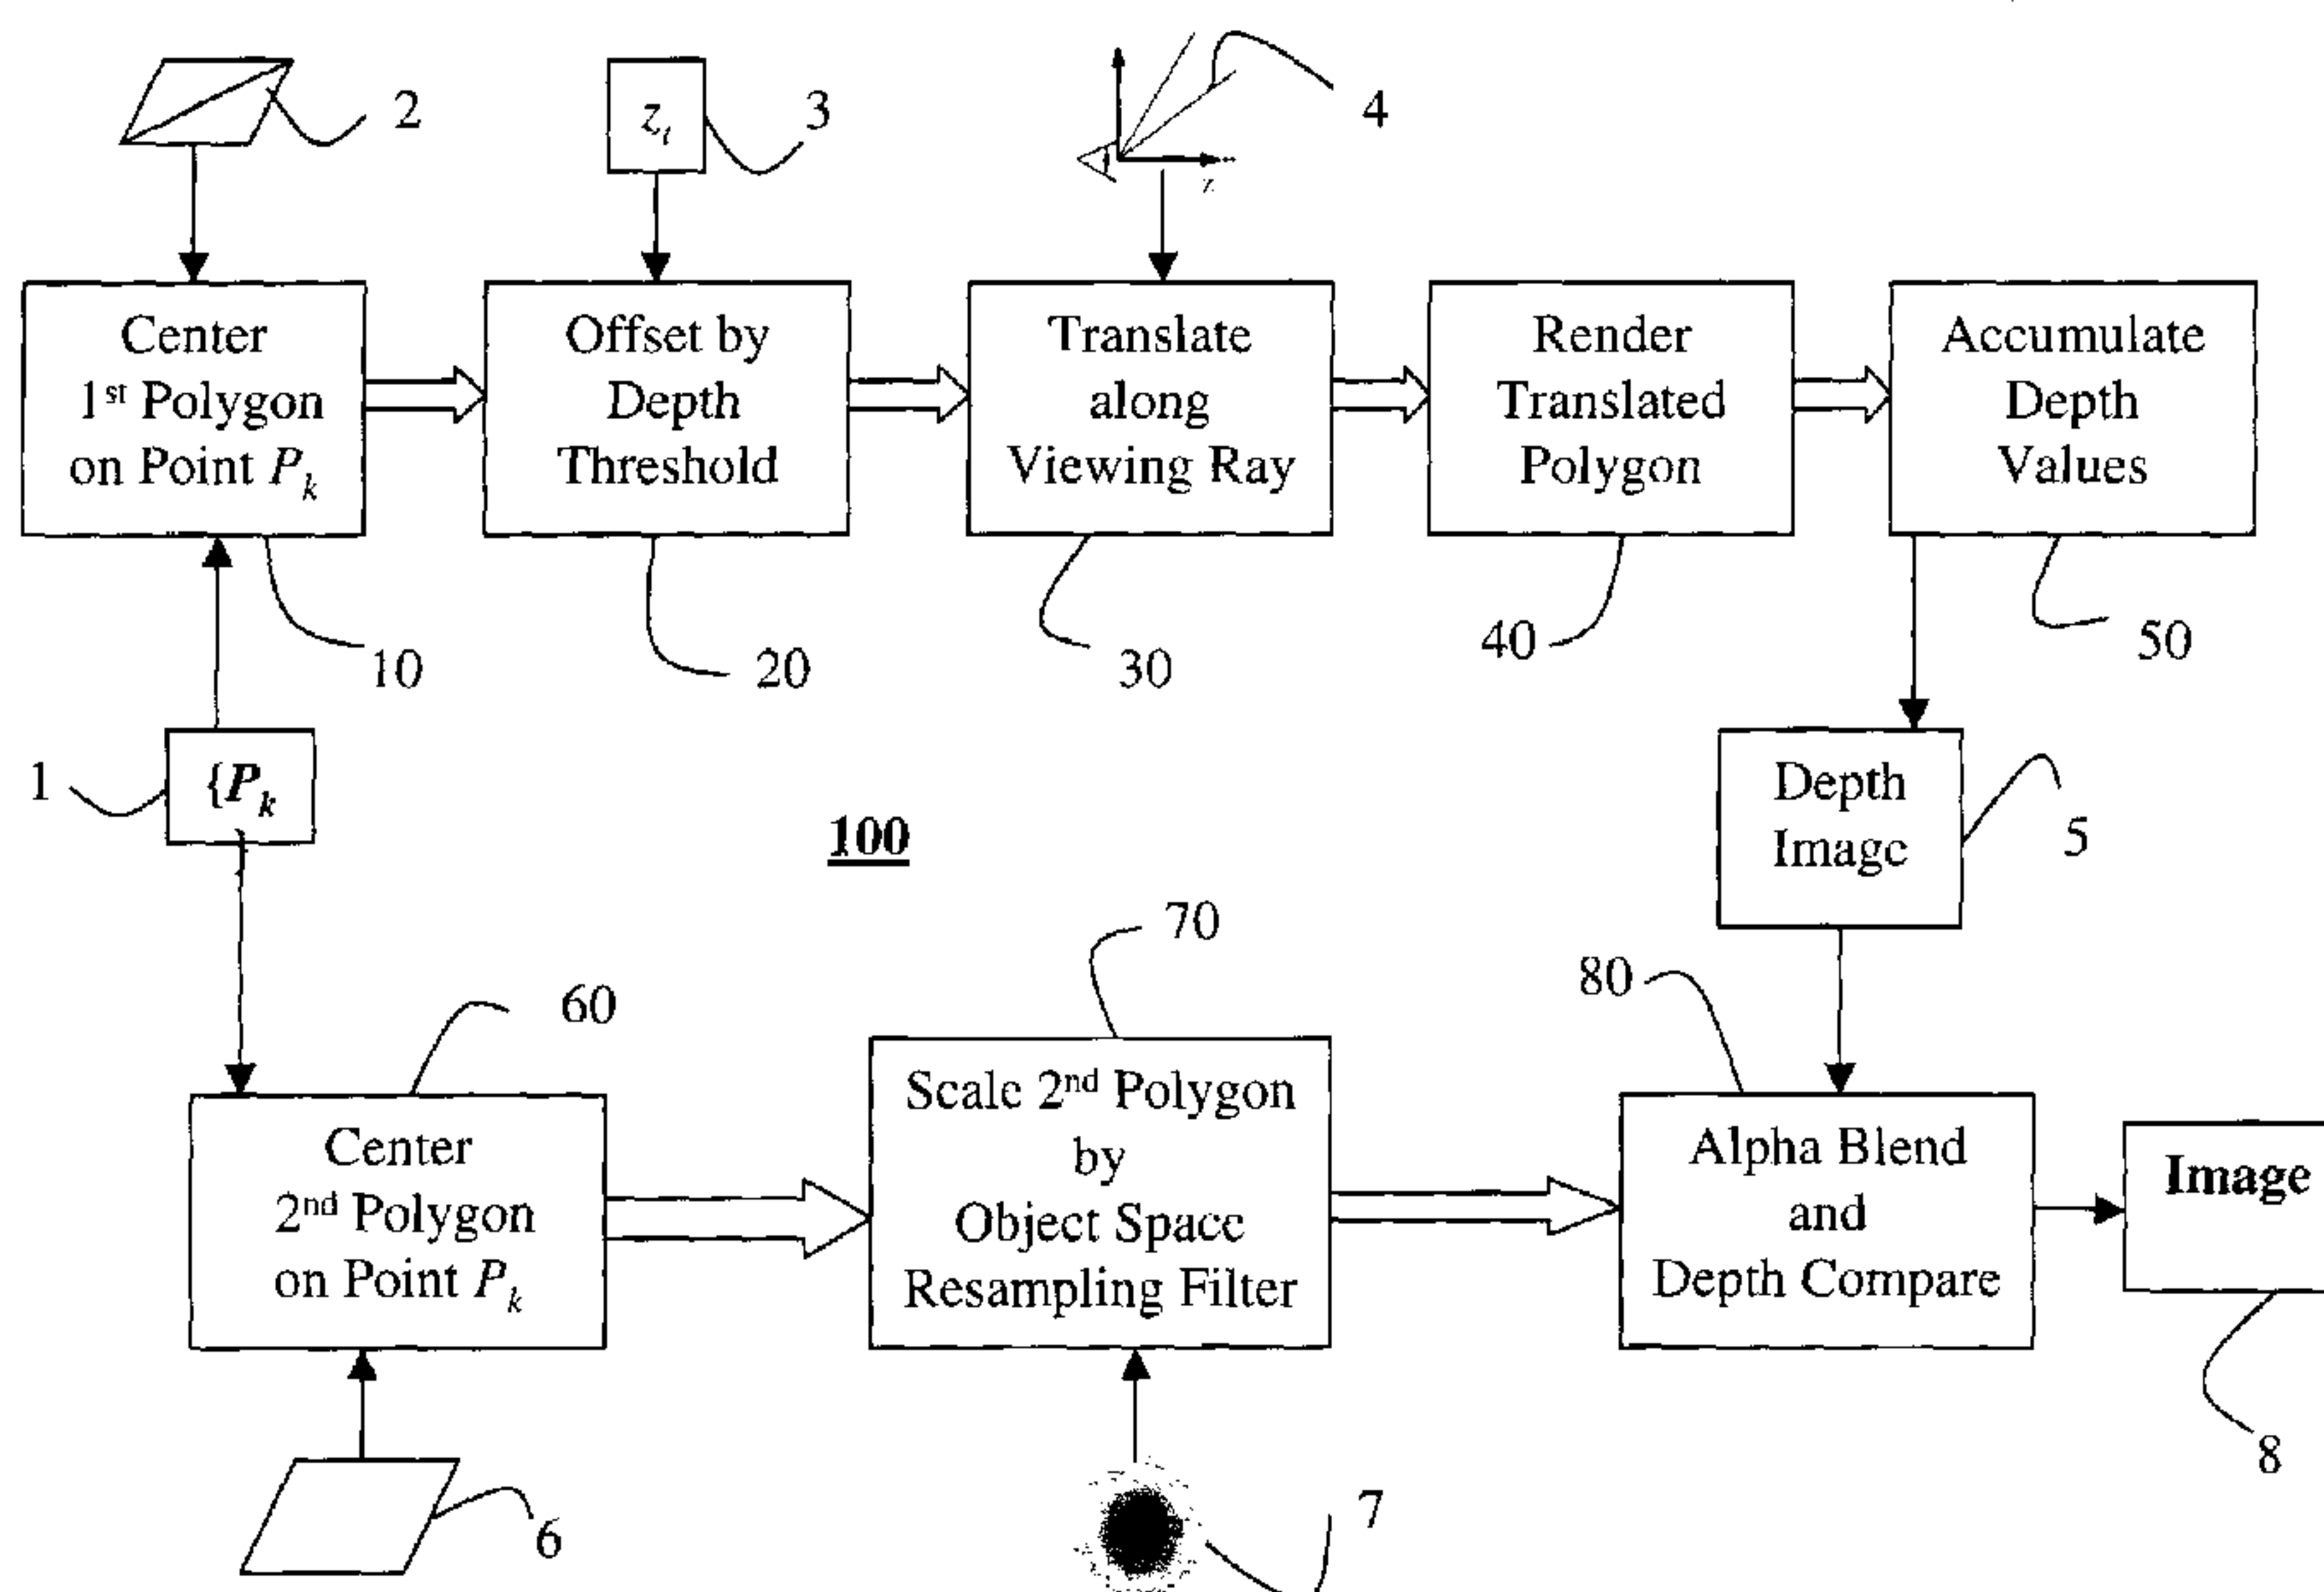 2
z_t
3
4
z
Center
1st Polygon
on Point P_k
Offset by
Depth
Threshold
Translate
along
Viewing Ray
Render
Translated
Polygon
Accumulate
Depth
Values
10
20
30
40
50
1
{P_k
}
100
Depth
Image
5
60
70
80
Center
2nd Polygon
on Point P_k
Scale 2nd Polygon
by
Object Space
Resampling Filter
Alpha Blend
and
Depth Compare
Image
6
7
8